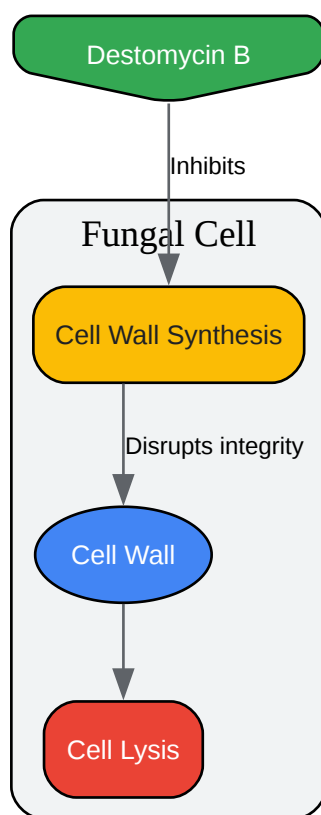 Destomycin B
Inhibits
Fungal Cell
Cell Wall Synthesis
Disrupts integrity
Cell Wall
Cell Lysis